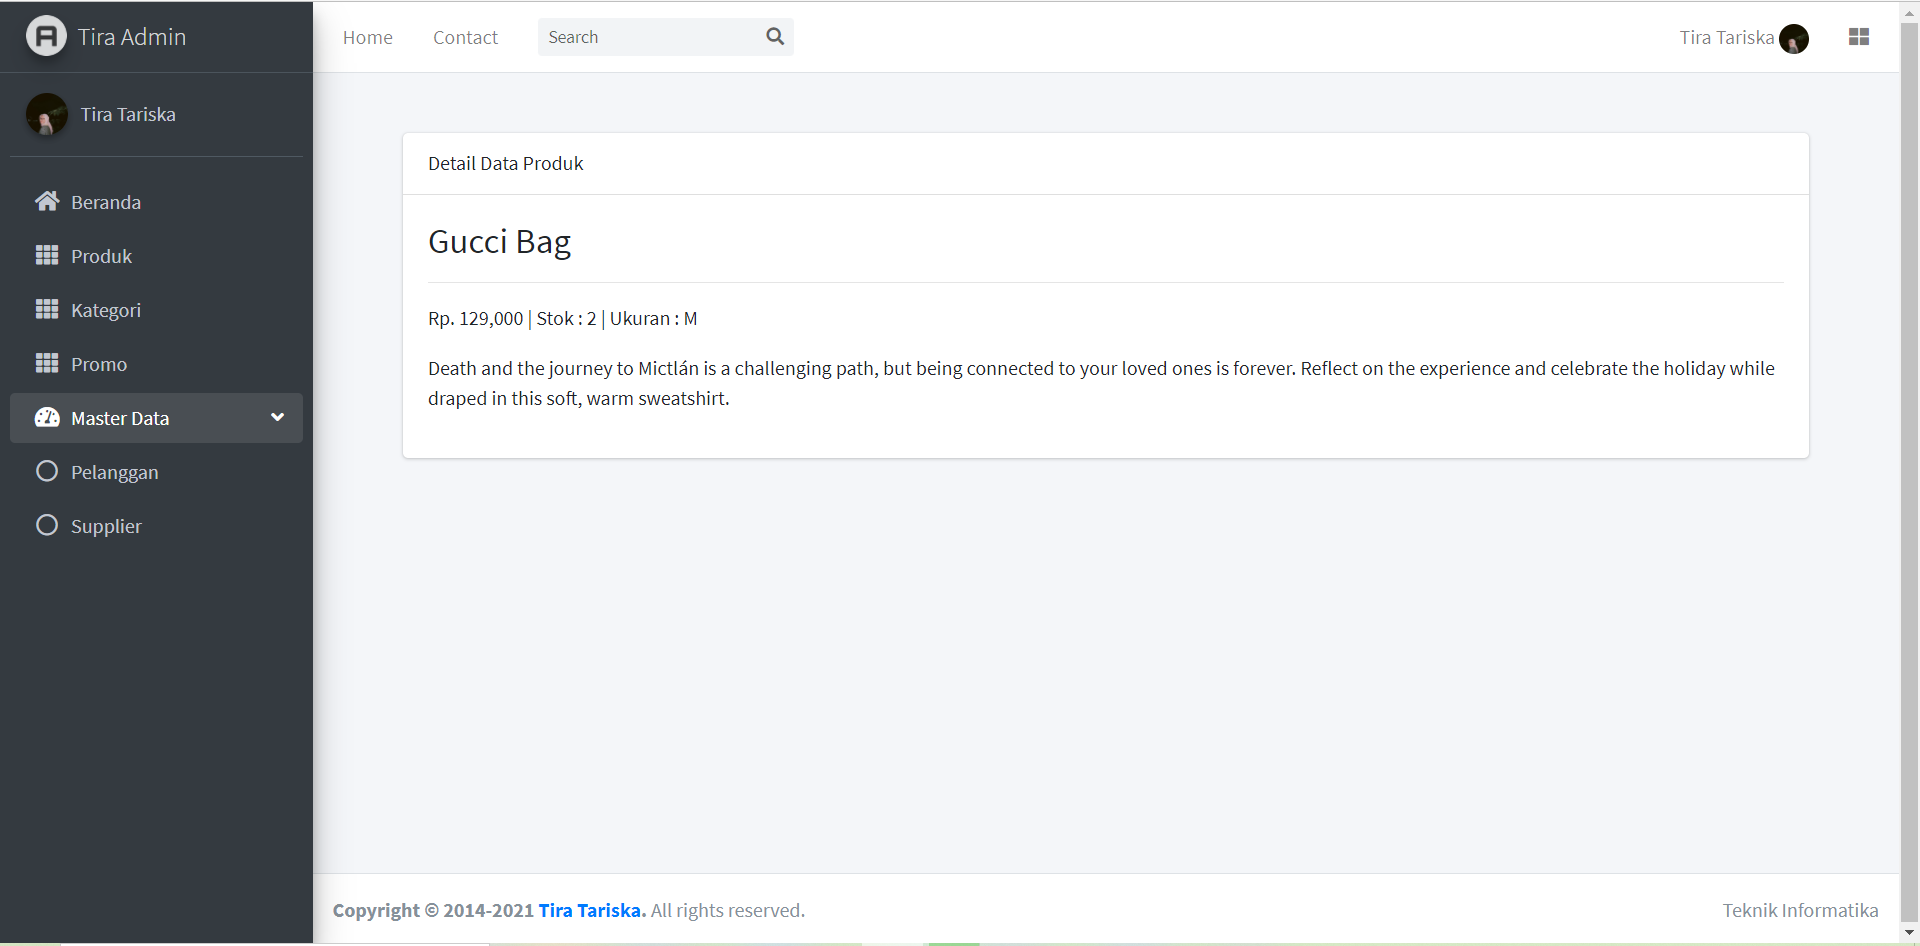 Tira Admin
Home
Contact
Search
Tira Tariska
Tira Tariska
Beranda
Produk
Kategori
Promo
Master Data
Pelanggan
Supplier
Detail Data Produk
Gucci Bag
Rp. 129,000 | Stok : 2 | Ukuran : M
Death and the journey to Mictlán is a challenging path, but being connected to your loved ones is forever. Reflect on the experience and celebrate the holiday while
draped in this soft, warm sweatshirt.
Copyright © 2014-2021 Tira Tariska. All rights reserved.
Teknik Informatika